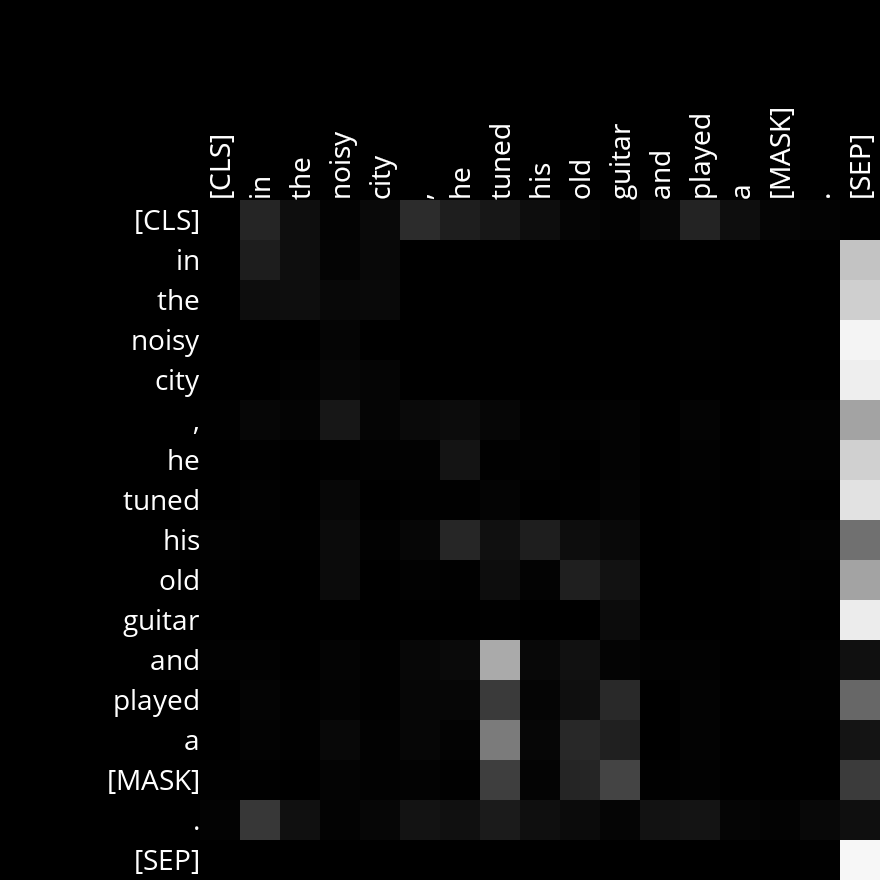 [CLS] in the noisy city , he tuned his old guitar and played a [MASK] . [SEP]
[CLS]
in
the
noisy
city
,
he
tuned
his
old
guitar
and
played
a
[MASK]
.
[SEP]